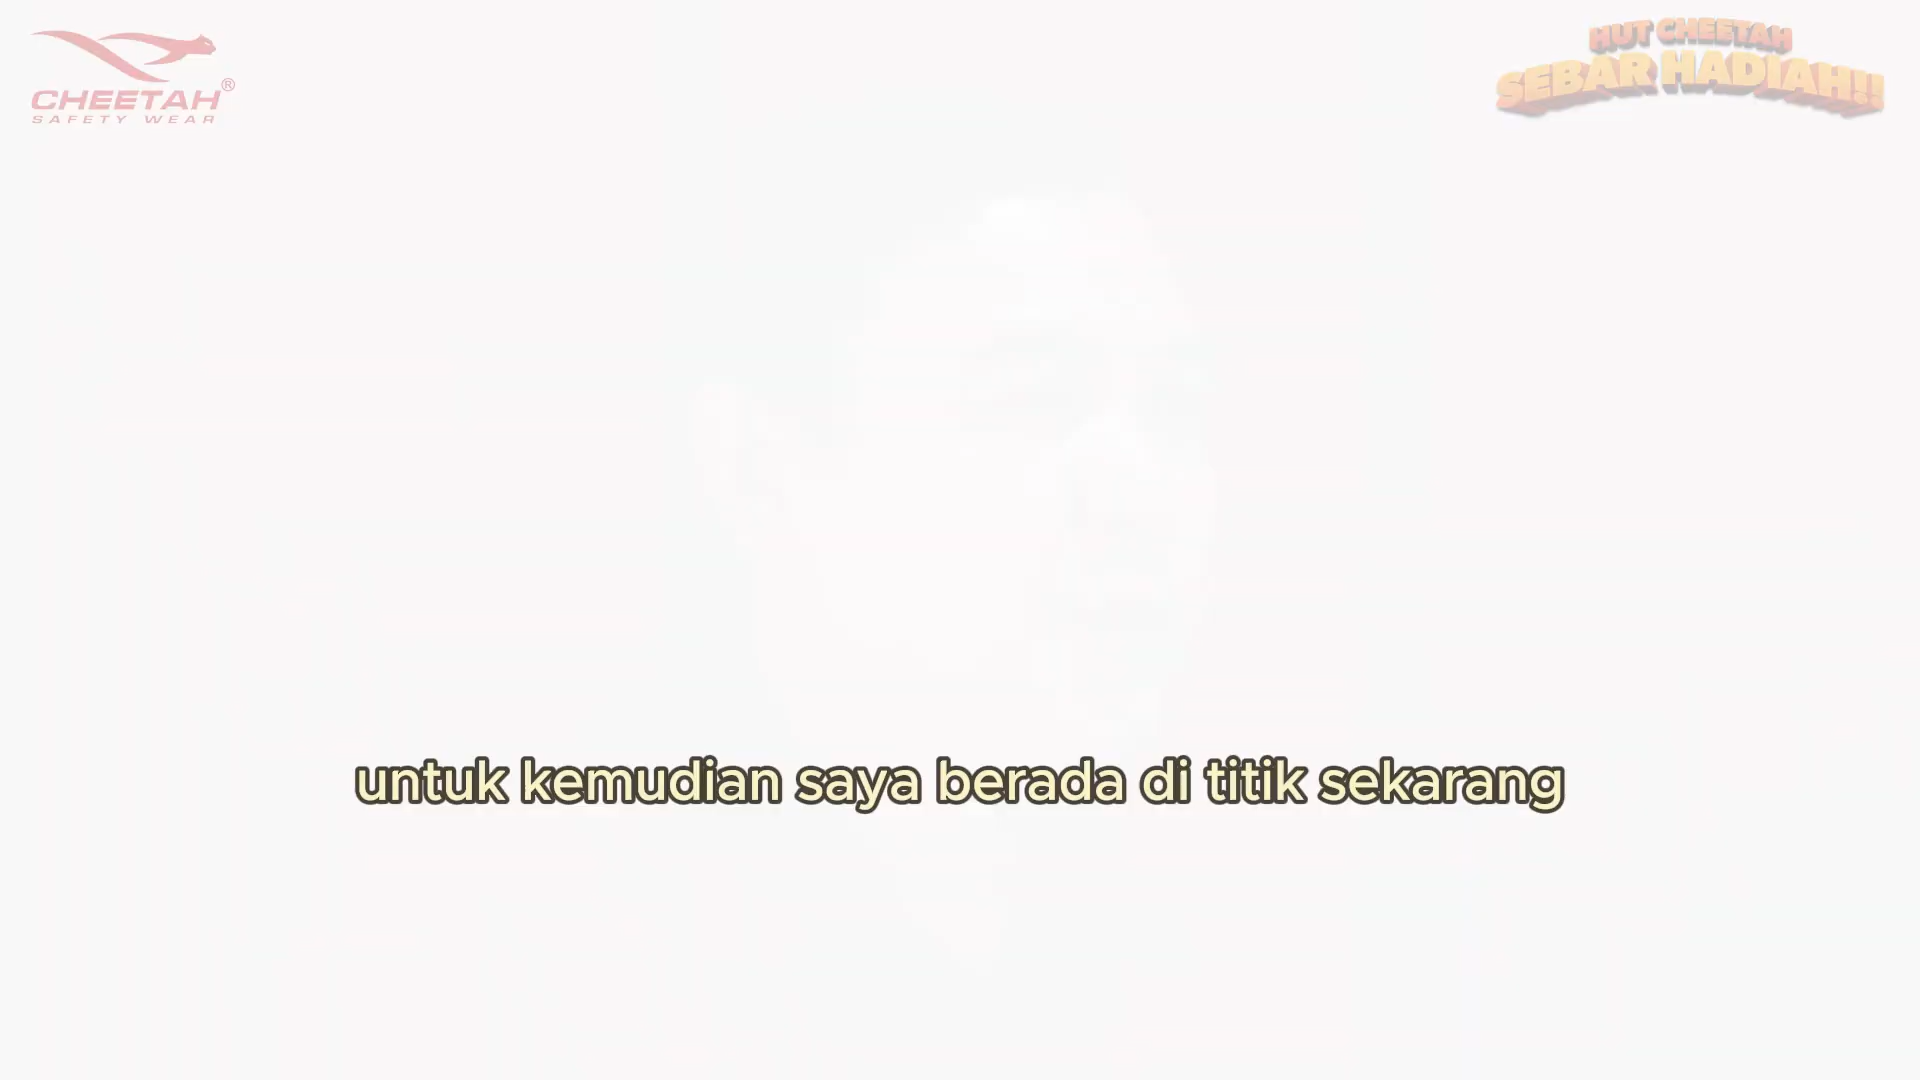 CHEETAH®
SAFETY WEAR
HUT CHEETAH
SEBAR HADIAH!!
untuk kemudian saya berada di titik sekarang